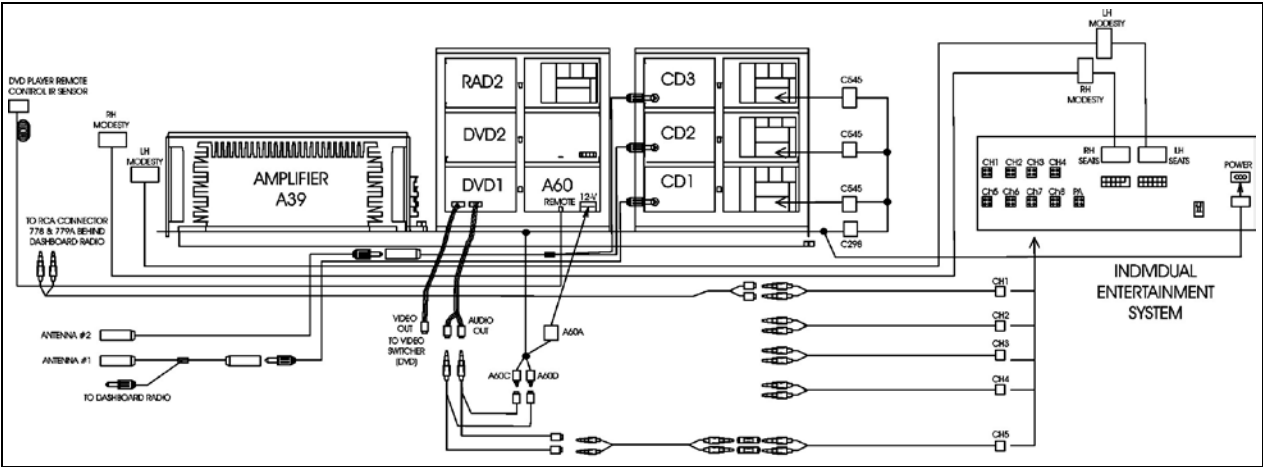 LH
MODESTY
DVD PLAYER REMOTE
CONTROL IR SENSOR
RH
MODESTY
LH
MODESTY
AMPLIFIER
A39
RAD2
DVD2
DVD1
A60
REMOTE
12-V
CD3
CD2
CD1
C545
C545
C545
C298
RH
MODESTY
RH
SEATS
LH
SEATS
POWER
CH1 CH2 CH3 CH4
Ch5 Ch6 Ch7 Ch8 PA
INDIVIDUAL
ENTERTAINMENT
SYSTEM
TO RCA CONNECTOR
778 & 779A BEHIND
DASHBOARD RADIO
ANTENNA #2
ANTENNA #1
TO DASHBOARD RADIO
VIDEO
OUT
TO VIDEO
SWITCHER
(DVD)
AUDIO
OUT
A60A
A60C
A60D
CH1
CH2
CH3
CH4
CH5